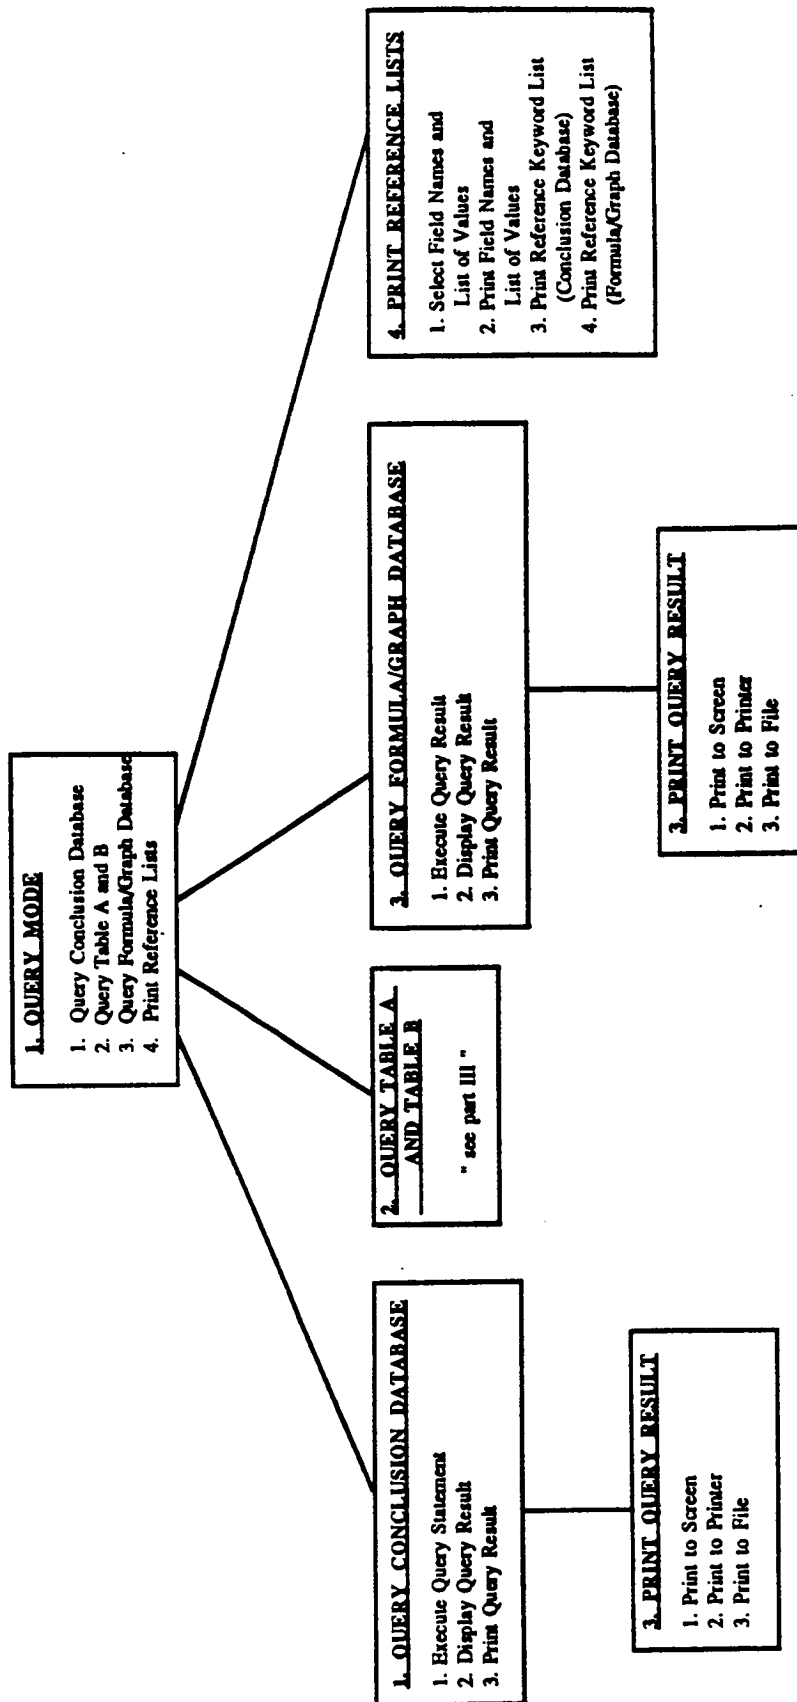 1. QUERY MODE
1. Query Conclusion Database
2. Query Table A and B
3. Query Formula/Graph Database
4. Print Reference Lists
1. QUERY CONCLUSION DATABASE
1. Execute Query Statement
2. Display Query Result
3. Print Query Result
2. QUERY TABLE A
AND TABLE B
" see part III "
3. QUERY FORMULA/GRAPH DATABASE
1. Execute Query Result
2. Display Query Result
3. Print Query Result
4. PRINT REFERENCE LISTS
1. Select Field Names and
List of Values
2. Print Field Names and
List of Values
3. Print Reference Keyword List
(Conclusion Database)
4. Print Reference Keyword List
(Formula/Graph Database)
3. PRINT QUERY RESULT
1. Print to Screen
2. Print to Printer
3. Print to File
3. PRINT QUERY RESULT
1. Print to Screen
2. Print to Printer
3. Print to File